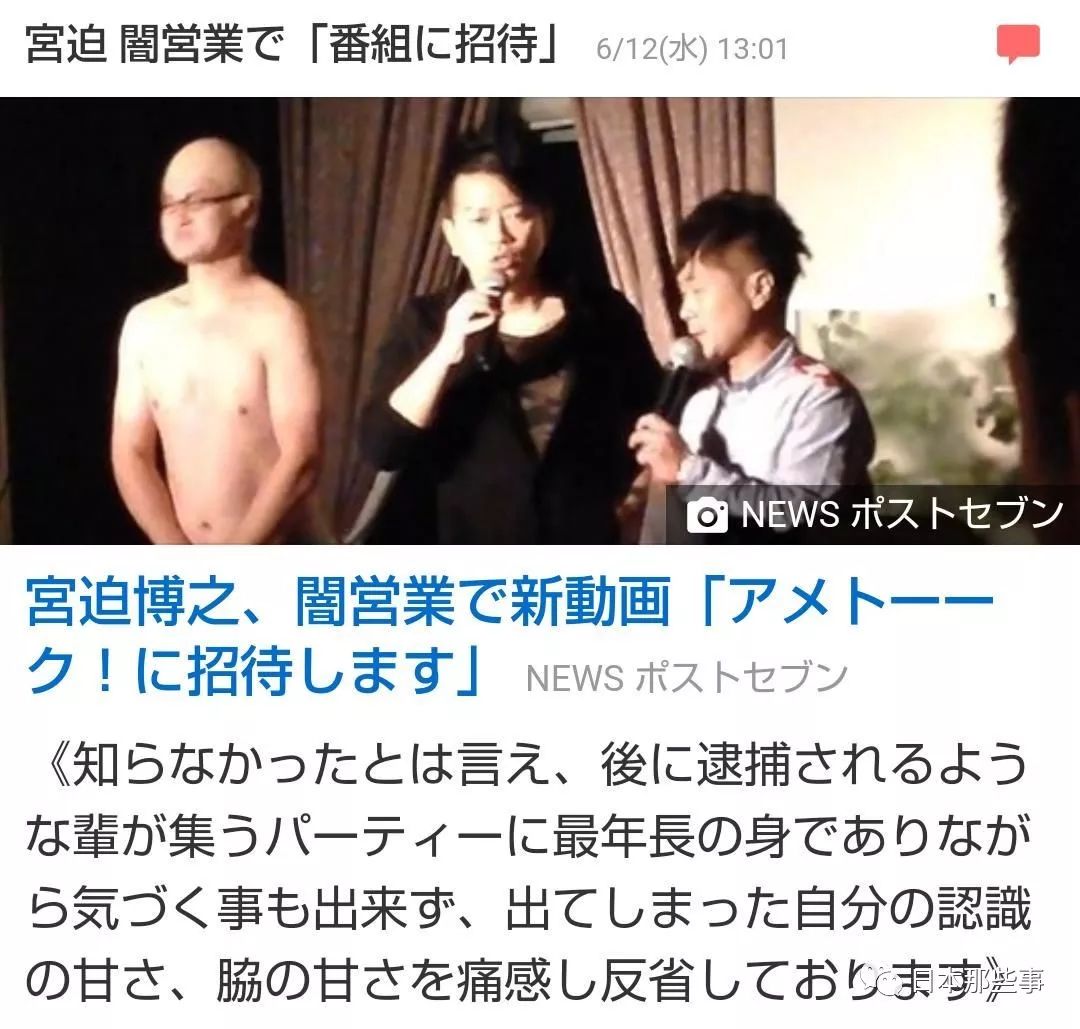 宮迫 闇営業で「番組に招待」 6/12(水) 13:01
NEWS ポストセブン
宮迫博之、闇営業で新動画「アメトーー
ク！に招待します」 NEWS ポストセブン
《知らなかったとは言え、後に逮捕されるよう
な輩が集うパーティーに最年長の身でありなが
ら気づく事も出来ず、出てしまった自分の認識
の甘さ、脇の甘さを痛感し反省しております》
日本那些事